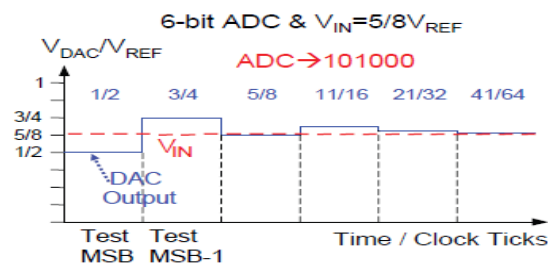 6-bit ADC & VIN=5/8VREF
VDAC/VREF
ADC→101000
1
1/2 3/4 5/8 11/16 21/32 41/64
3/4
5/8
1/2
VIN
DAC
Output
Test MSB
Test MSB-1
Time / Clock Ticks